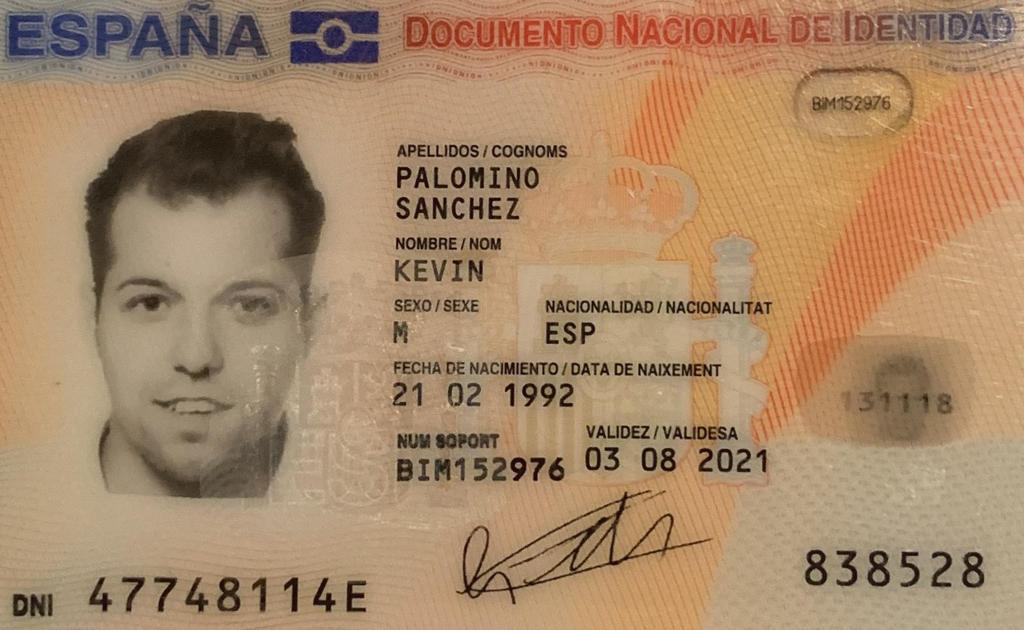 ESPAÑA DOCUMENTO NACIONAL DE IDENTIDAD
BIM152976
APELLIDOS / COGNOMS
PALOMINO
SANCHEZ
NOMBRE / NOM
KEVIN
SEXO / SEXE NACIONALIDAD / NACIONALITAT
M ESP
FECHA DE NACIMIENTO / DATA DE NAIXEMENT
21 02 1992
131118
NUM SOPORT VALIDEZ / VALIDESA
BIM152976 03 08 2021
838528
DNI 47748114E